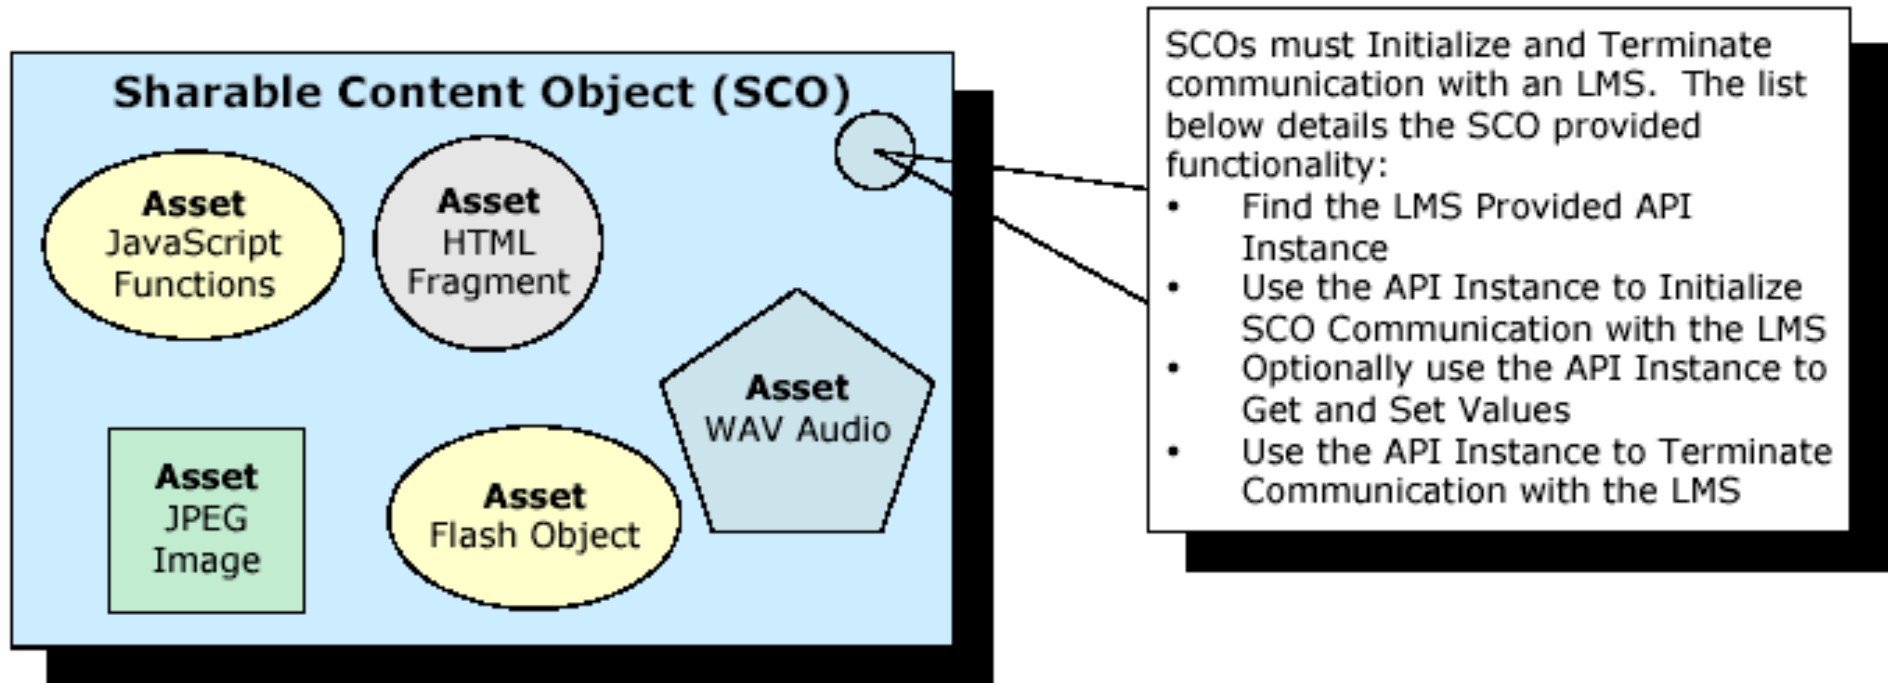 Sharable Content Object (SCO)
Asset
JavaScript
Functions
Asset
HTML
Fragment
Asset
WAV Audio
Asset
JPEG
Image
Asset
Flash Object
SCOs must Initialize and Terminate
communication with an LMS.  The list
below details the SCO provided
functionality:
• Find the LMS Provided API
Instance
• Use the API Instance to Initialize
SCO Communication with the LMS
• Optionally use the API Instance to
Get and Set Values
• Use the API Instance to Terminate
Communication with the LMS